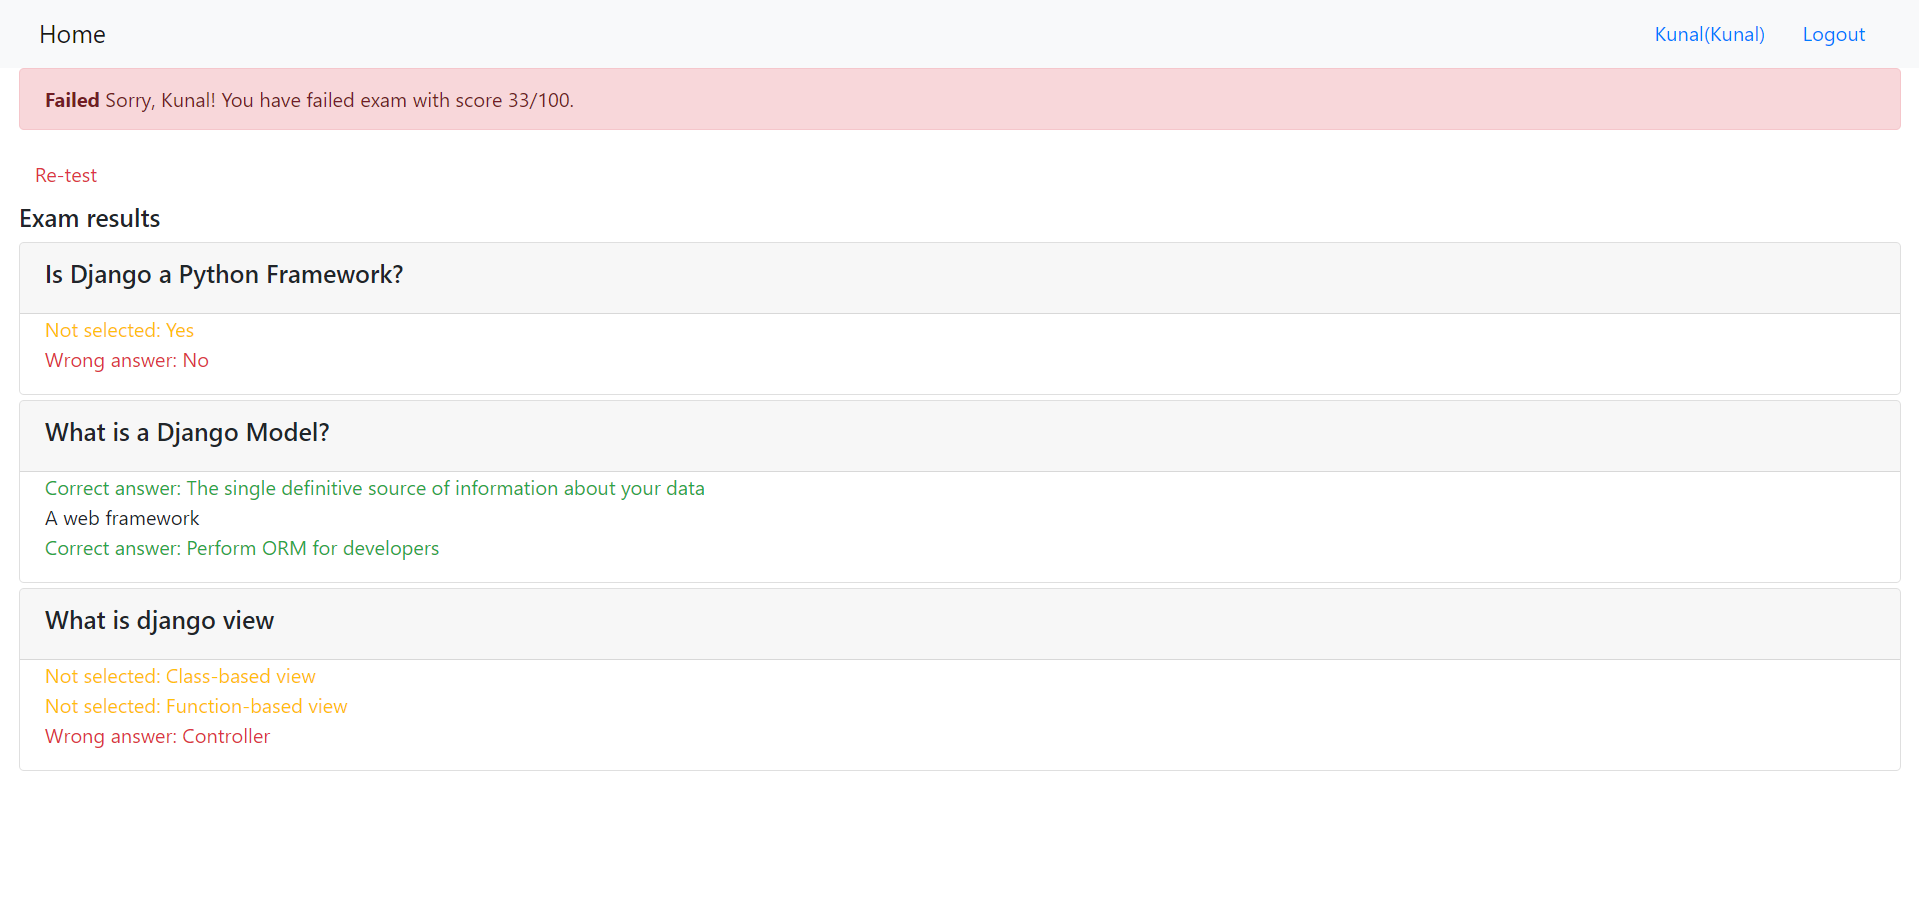 Home
Kunal(Kunal) Logout
Failed Sorry, Kunal! You have failed exam with score 33/100.
Re-test
Exam results
Is Django a Python Framework?
Not selected: Yes
Wrong answer: No
What is a Django Model?
Correct answer: The single definitive source of information about your data
A web framework
Correct answer: Perform ORM for developers
What is django view
Not selected: Class-based view
Not selected: Function-based view
Wrong answer: Controller